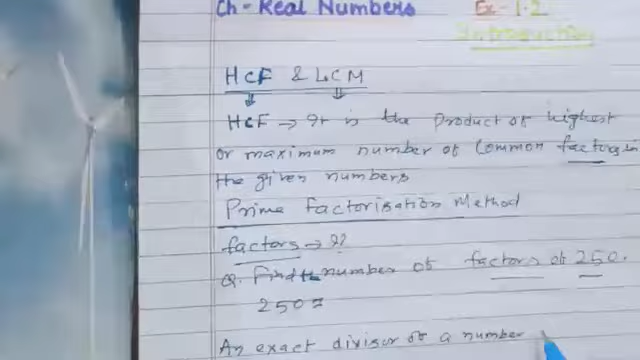 Ch - Real Numbers Ex - 1.2
Introduction
HCF & LCM
HCF → It is the product of highest
or maximum number of common factors in
the given numbers
Prime Factorisation Method
factors → ??
Q. Find the number of factors of 250.
250 =
An exact divisor of a number